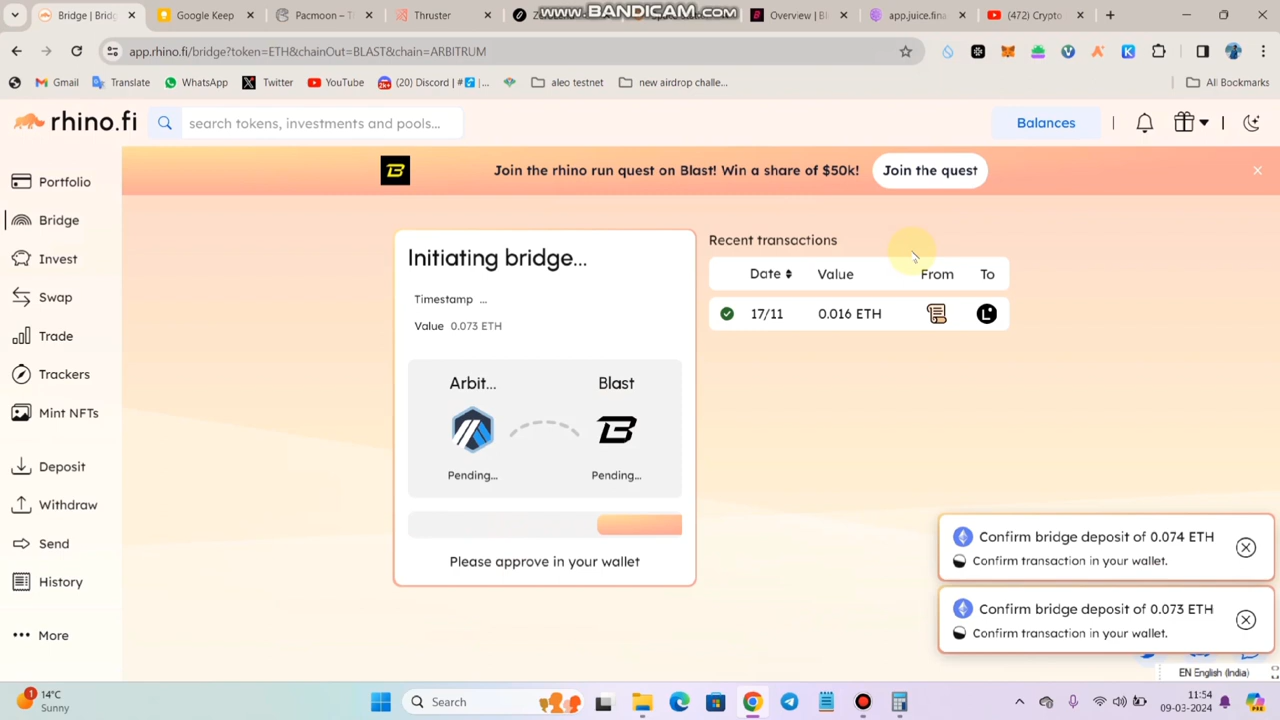 Bridge | Bridge
Google Keep
Pacmoon - T
Thruster
www.BANDICAM.com
Overview | Bl
app.juice.fina
(472) Crypto
app.rhino.fi/bridge?token=ETH&chainOut=BLAST&chain=ARBITRUM
Gmail
Translate
WhatsApp
Twitter
YouTube
(20) Discord | #
aleo testnet
new airdrop challe...
All Bookmarks
rhino.fi
search tokens, investments and pools...
Balances
Join the rhino run quest on Blast! Win a share of $50k!
Join the quest
Portfolio
Bridge
Invest
Swap
Trade
Trackers
Mint NFTs
Deposit
Withdraw
Send
History
More
Initiating bridge...
Timestamp ...
Value 0.073 ETH
Arbit...
Blast
Pending...
Pending...
Please approve in your wallet
Recent transactions
Date
Value
From
To
17/11
0.016 ETH
Confirm bridge deposit of 0.074 ETH
Confirm transaction in your wallet.
Confirm bridge deposit of 0.073 ETH
Confirm transaction in your wallet.
EN English (India)
1
14°C
Sunny
Search
11:54
09-03-2024